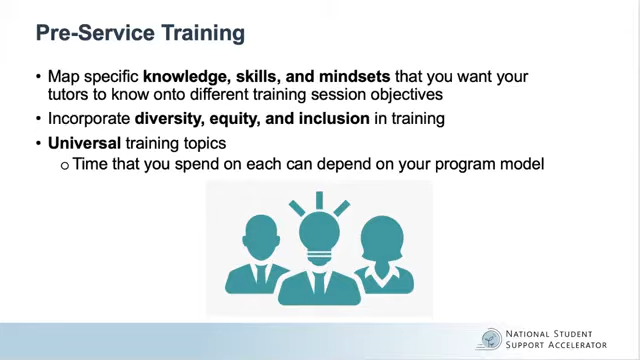 Pre-Service Training
• Map specific knowledge, skills, and mindsets that you want your
tutors to know onto different training session objectives
• Incorporate diversity, equity, and inclusion in training
• Universal training topics
o Time that you spend on each can depend on your program model
NATIONAL STUDENT
SUPPORT ACCELERATOR